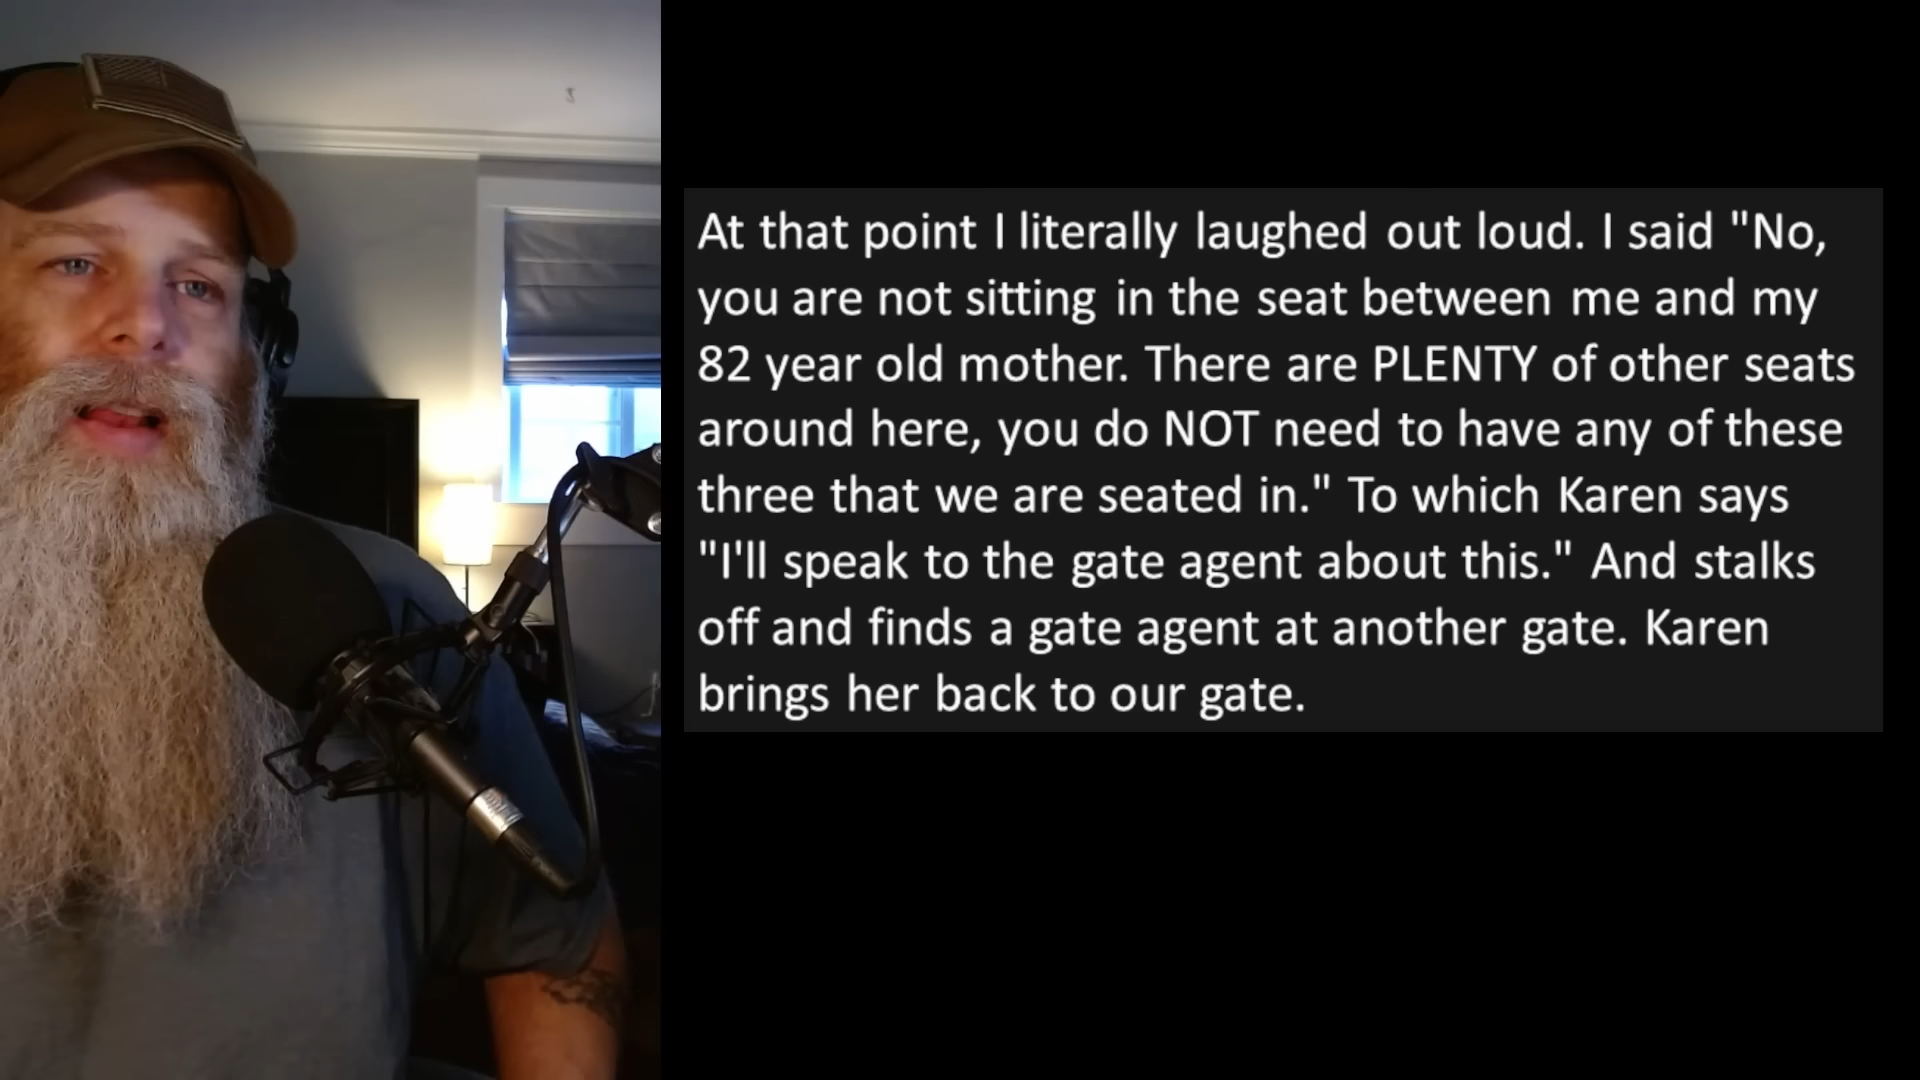 At that point I literally laughed out loud. I said "No,
you are not sitting in the seat between me and my
82 year old mother. There are PLENTY of other seats
around here, you do NOT need to have any of these
three that we are seated in." To which Karen says
"I'll speak to the gate agent about this." And stalks
off and finds a gate agent at another gate. Karen
brings her back to our gate.